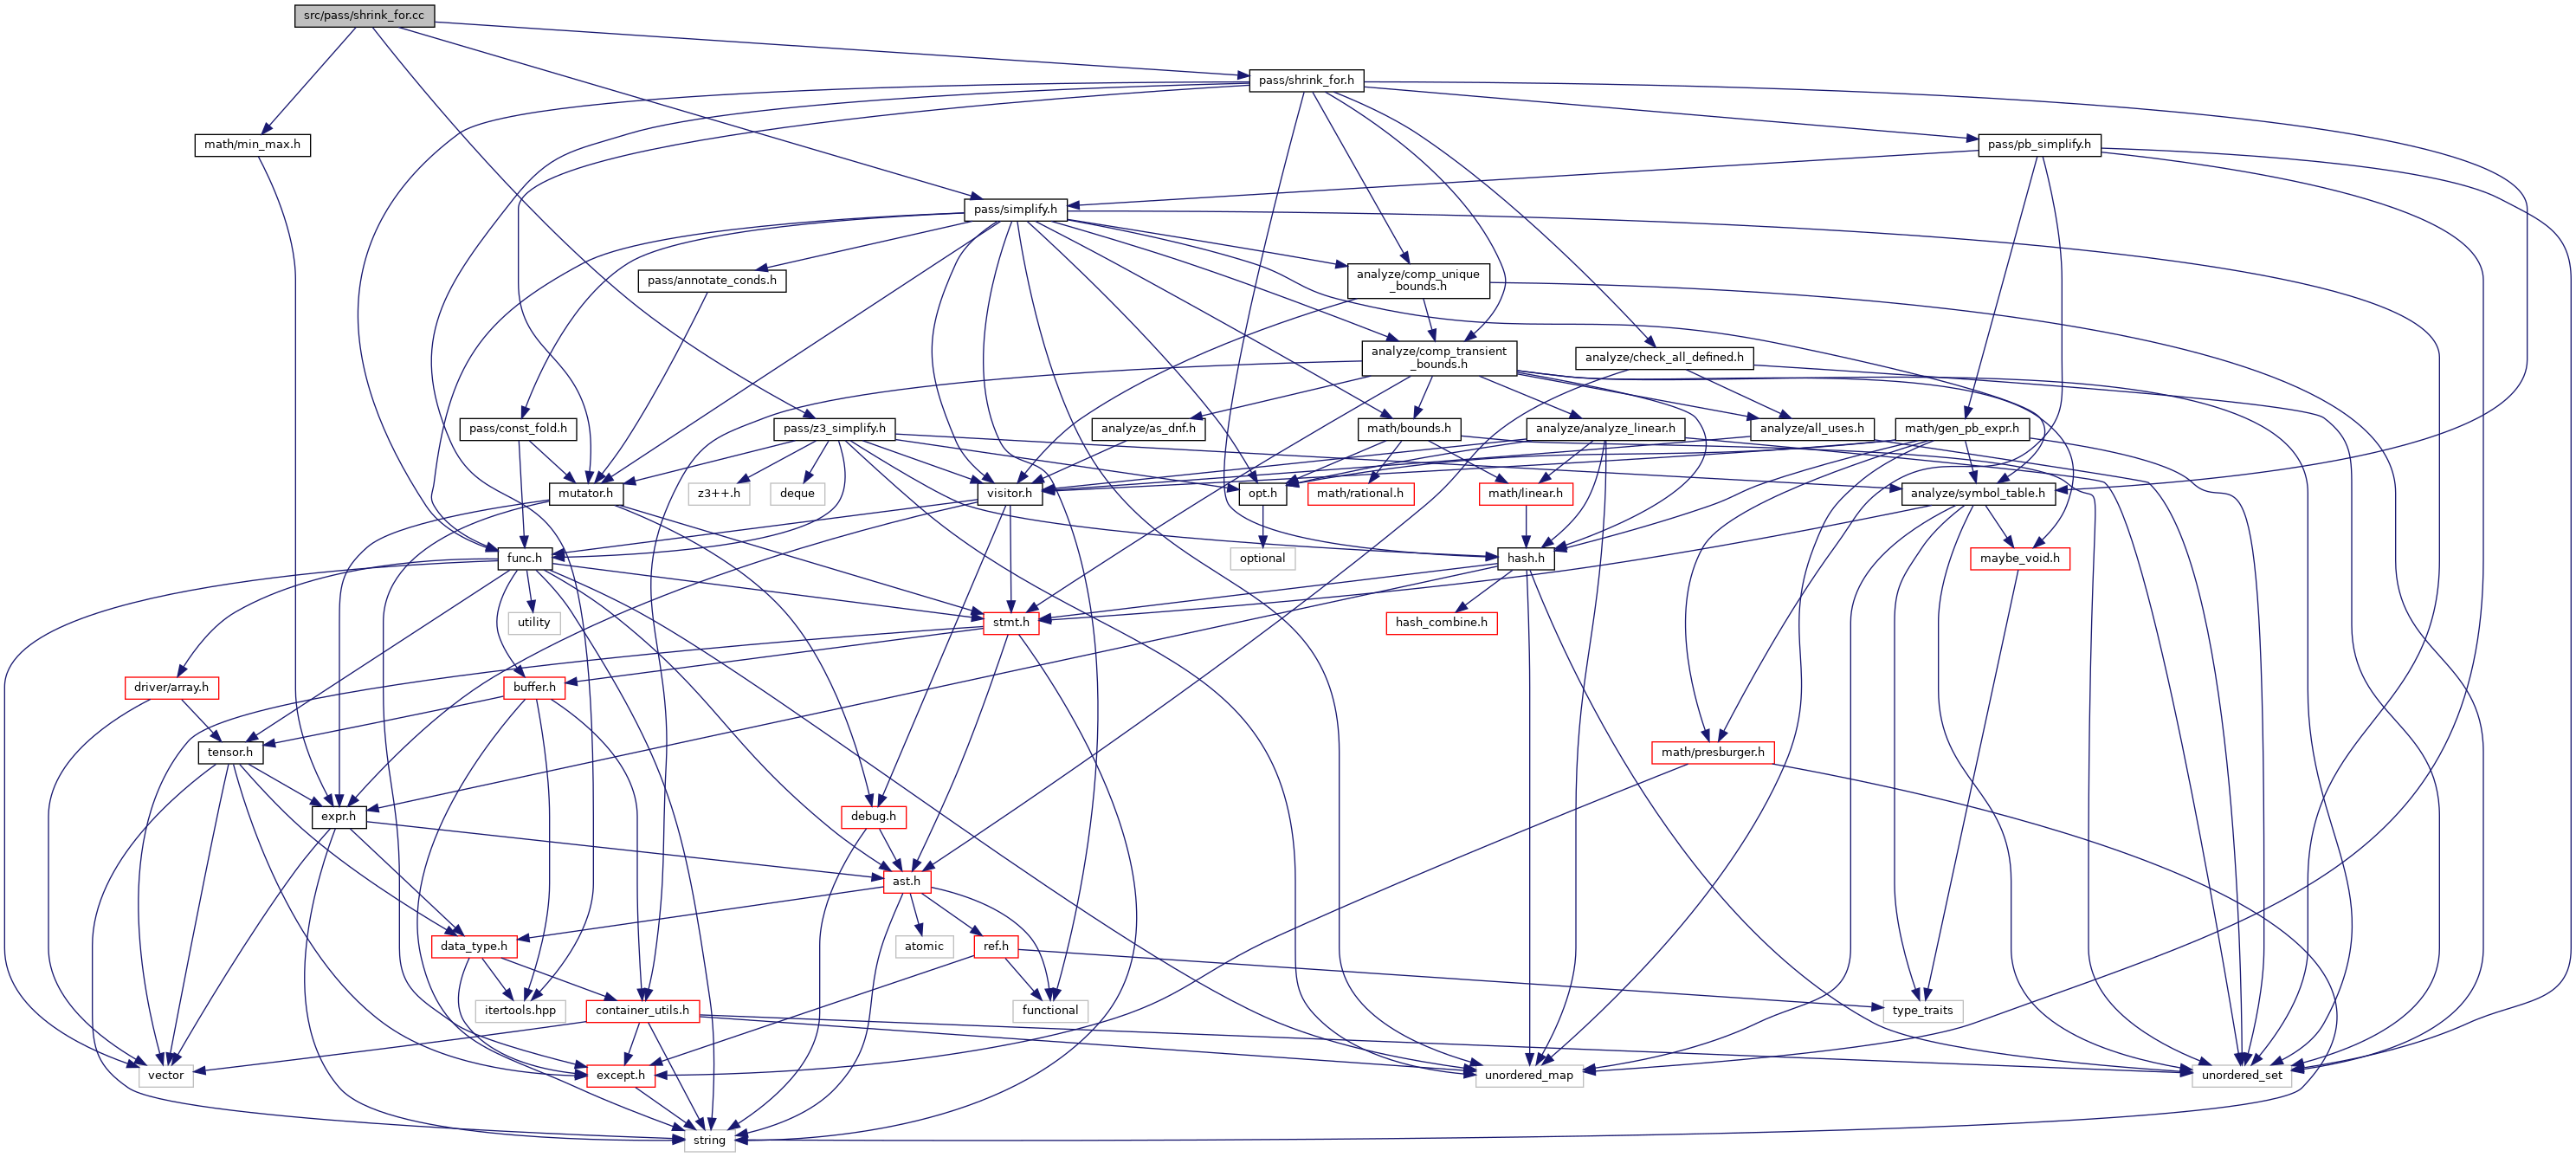 src/pass/shrink_for.cc
pass/shrink_for.h
math/min_max.h
pass/pb_simplify.h
pass/simplify.h
pass/annotate_conds.h
analyze/comp_unique
_bounds.h
analyze/comp_transient
_bounds.h
analyze/check_all_defined.h
pass/const_fold.h
pass/z3_simplify.h
analyze/as_dnf.h
math/bounds.h
analyze/analyze_linear.h
analyze/all_uses.h
math/gen_pb_expr.h
mutator.h
z3++.h
deque
visitor.h
opt.h
math/rational.h
math/linear.h
analyze/symbol_table.h
func.h
optional
hash.h
maybe_void.h
utility
stmt.h
hash_combine.h
driver/array.h
buffer.h
tensor.h
math/presburger.h
expr.h
debug.h
ast.h
data_type.h
atomic
ref.h
itertools.hpp
container_utils.h
functional
type_traits
vector
except.h
unordered_map
unordered_set
string